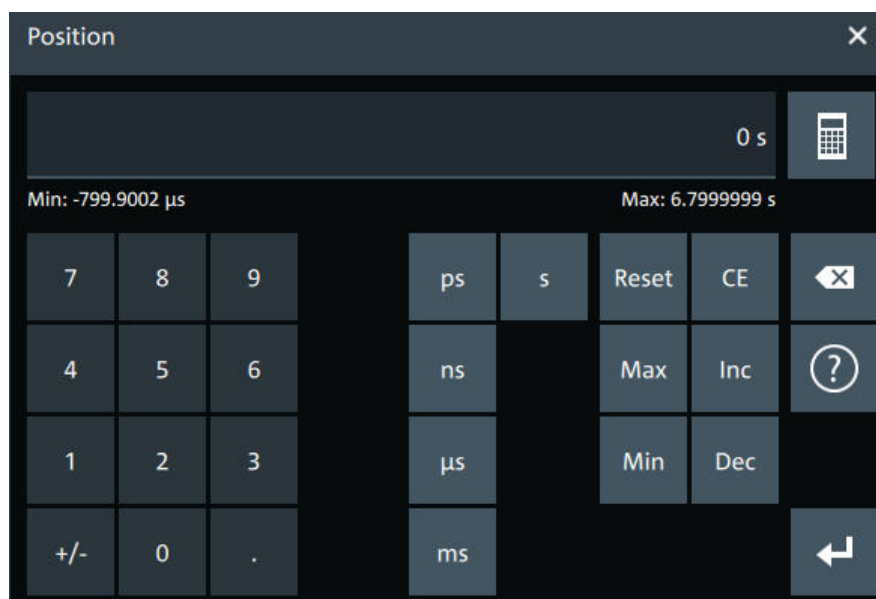 Position ×
0 s
Min: -799.9002 µs Max: 6.7999999 s
7 8 9 ps s Reset CE
4 5 6 ns Max Inc ?
1 2 3 µs Min Dec
+/- 0 . ms